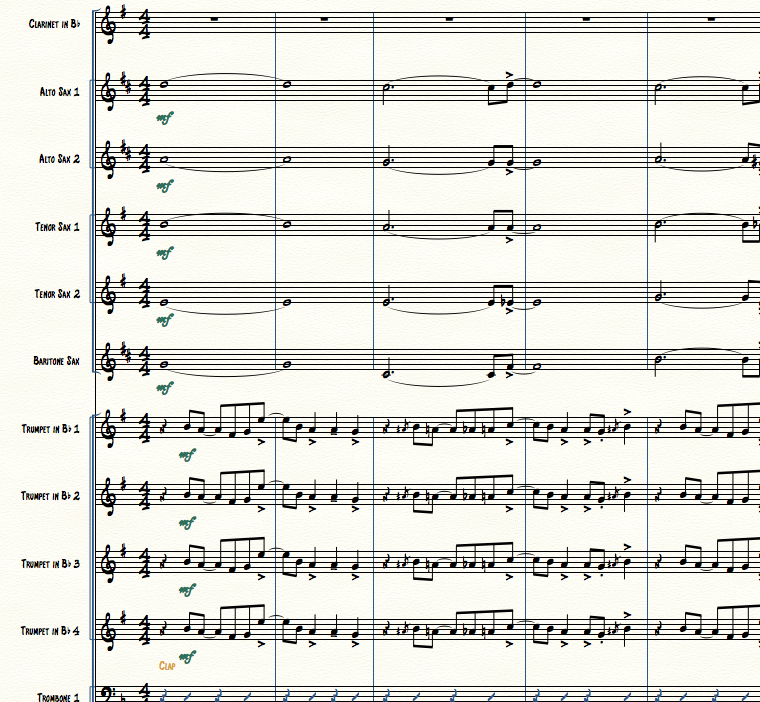 CLARINET IN B♭
ALTO SAX 1
mf
ALTO SAX 2
mf
TENOR SAX 1
mf
TENOR SAX 2
mf
BARITONE SAX
mf
TRUMPET IN B♭ 1
mf
TRUMPET IN B♭ 2
mf
TRUMPET IN B♭ 3
mf
TRUMPET IN B♭ 4
mf
CLAP
TROMBONE 1